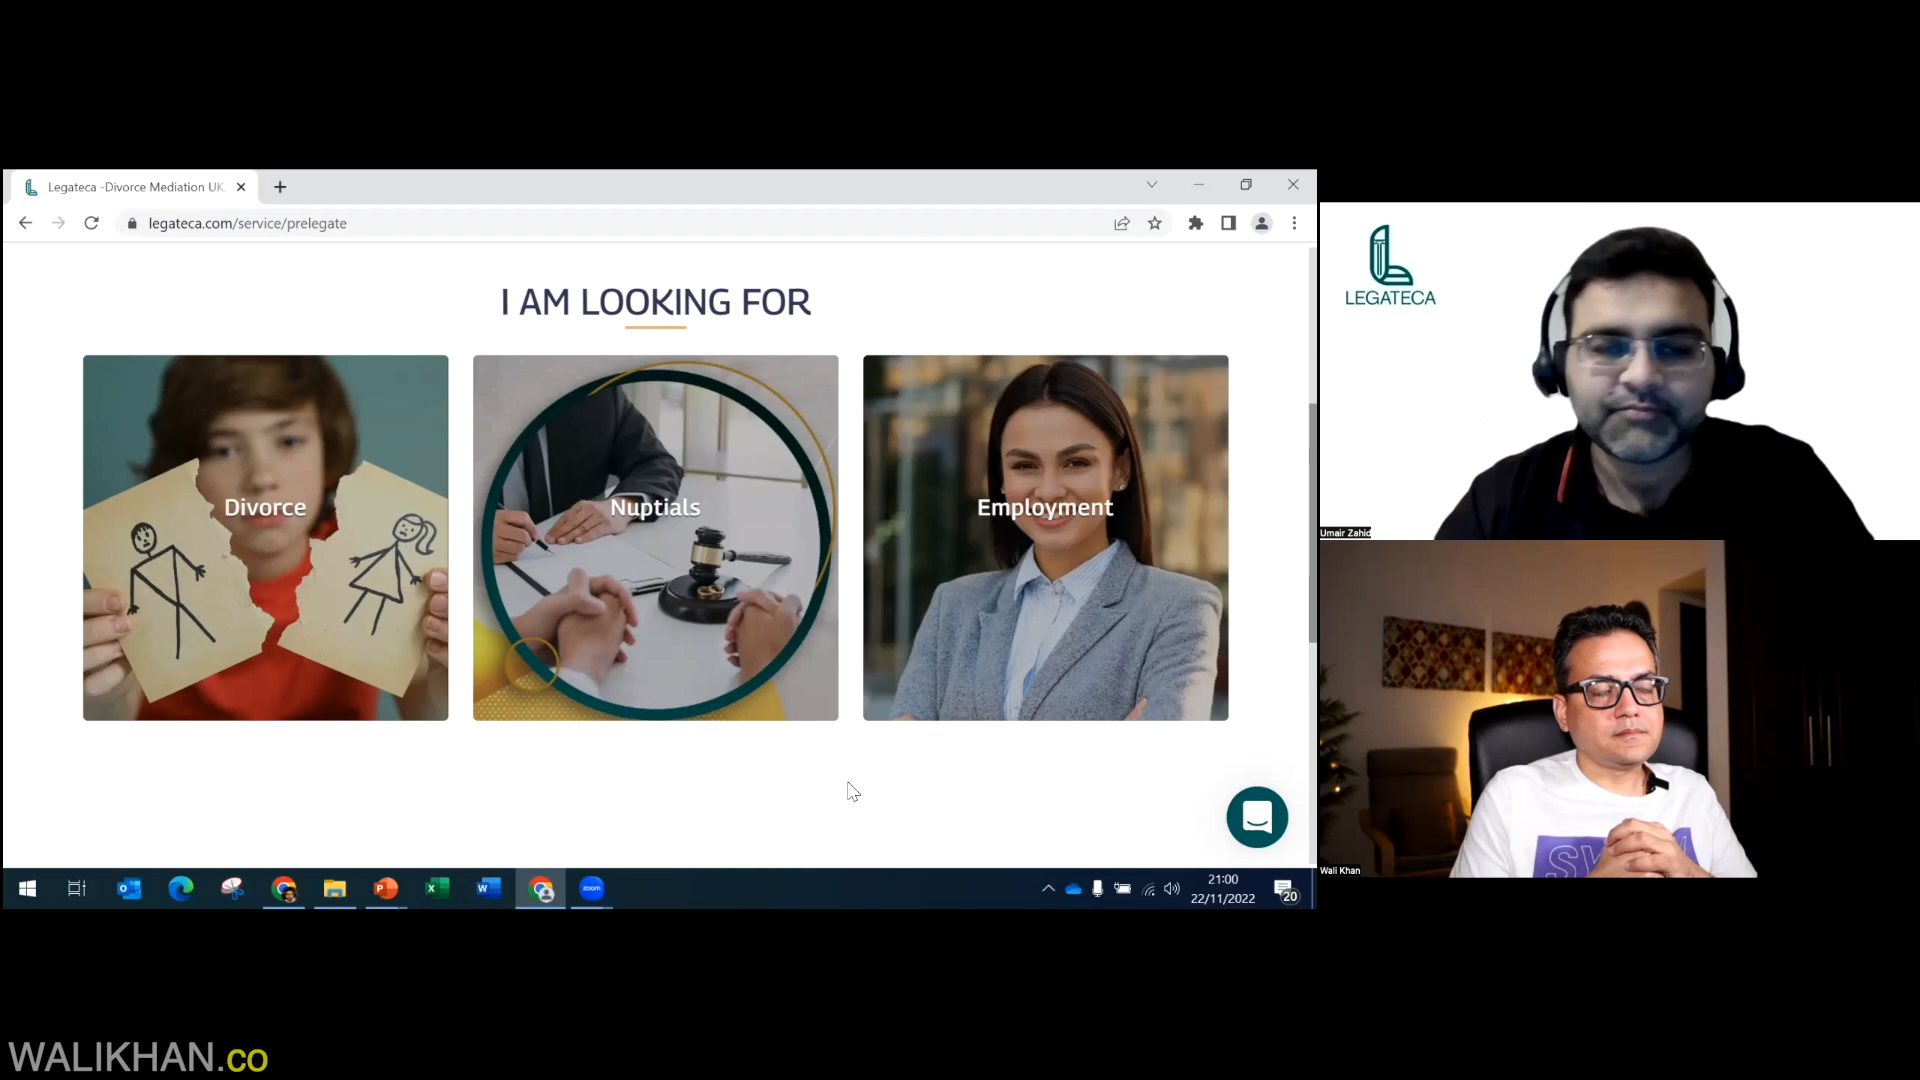 Legateca -Divorce Mediation UK
legateca.com/service/prelegate
I AM LOOKING FOR
Divorce
Nuptials
Employment
zoom
21:00
22/11/2022
20
LEGATECA
Umair Zahid
Wali Khan
WALIKHAN.co